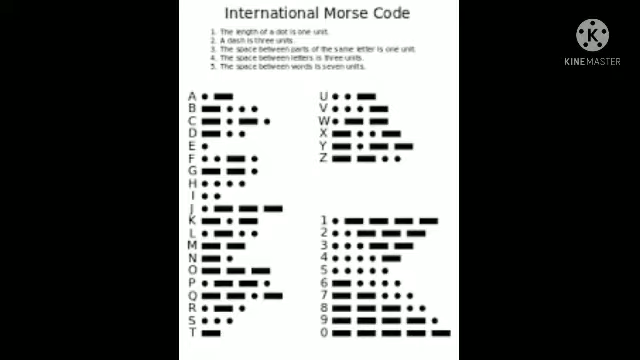 International Morse Code
1. The length of a dot is one unit.
2. A dash is three units.
3. The space between parts of the same letter is one unit.
4. The space between letters is three units.
5. The space between words is seven units.
A
B
C
D
E
F
G
H
I
J
K
L
M
N
O
P
Q
R
S
T
U
V
W
X
Y
Z
1
2
3
4
5
6
7
8
9
0
K
KINEMASTER